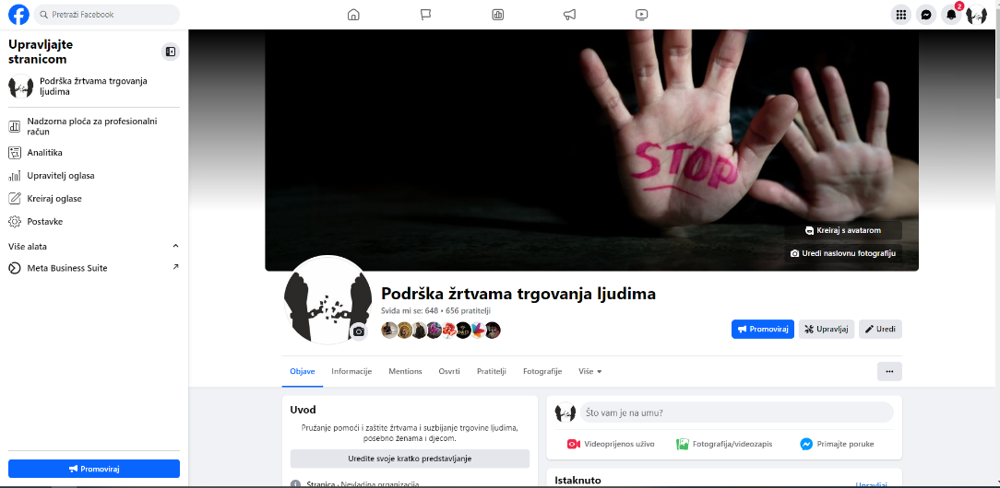 Pretraži Facebook
2
Upravljajte
stranicom
Podrška žrtvama trgovanja
ljudima
Nadzorna ploča za profesionalni
račun
Analitika
Upravitelj oglasa
Kreiraj oglase
Postavke
Više alata
Meta Business Suite
Promoviraj
STOP
Kreiraj s avatarom
Uredi naslovnu fotografiju
Podrška žrtvama trgovanja ljudima
Sviđa mi se: 648 • 656 pratitelji
Promoviraj
Upravljaj
Uredi
Objave
Informacije
Mentions
Osvrti
Pratitelji
Fotografije
Više
Uvod
Pružanje pomoći i zaštite žrtvama i suzbijanje trgovine ljudima,
posebno ženama i djecom.
Uredite svoje kratko predstavljanje
Stranica · Nevladina organizacija
Što vam je na umu?
Videoprijenos uživo
Fotografija/videozapis
Primajte poruke
Istaknuto
Upravljaj